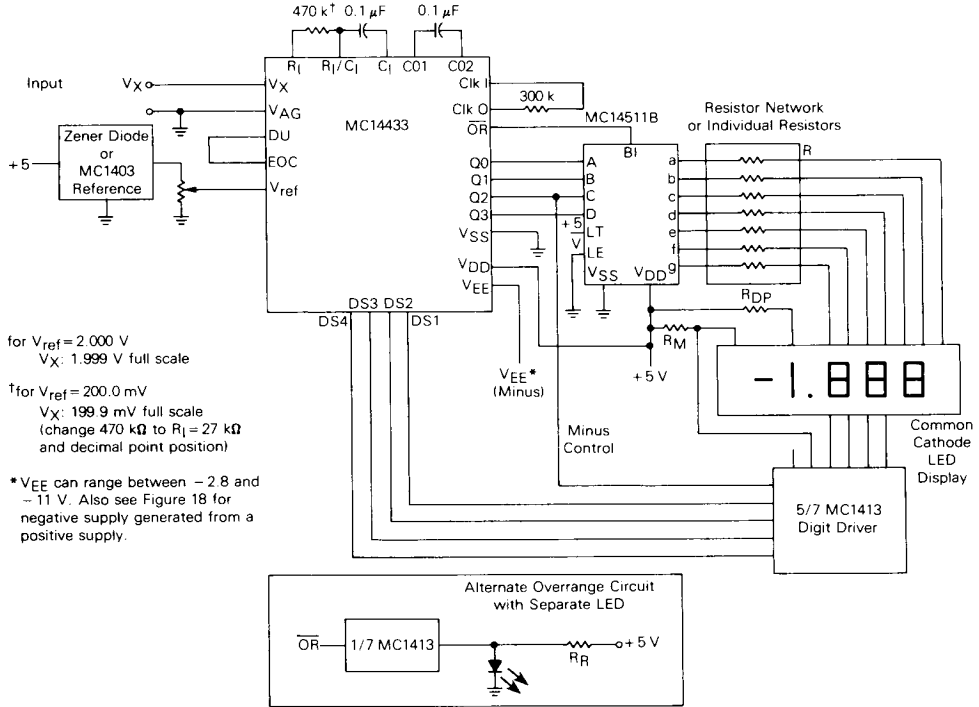 470 k†
0.1 μF
0.1 μF
RI
RI/CI
CI
CO1
CO2
Input
VX
VX
VAG
DU
EOC
Vref
MC14433
Clk I
Clk O
300 k
OR
Q0
Q1
Q2
Q3
VSS
VDD
VEE
DS4
DS3
DS2
DS1
Zener Diode
or
MC1403
Reference
+5
MC14511B
BI
A
B
C
D
+5
V
LT
LE
VSS
VDD
a
b
c
d
e
f
g
Resistor Network
or Individual Resistors
R
RDP
RM
+5 V
VEE*
(Minus)
Minus
Control
-1.888
Common
Cathode
LED
Display
5/7 MC1413
Digit Driver
for Vref = 2.000 V
VX: 1.999 V full scale
†for Vref = 200.0 mV
VX: 199.9 mV full scale
(change 470 kΩ to RI = 27 kΩ
and decimal point position)
*VEE can range between −2.8 and
−11 V. Also see Figure 18 for
negative supply generated from a
positive supply.
Alternate Overrange Circuit
with Separate LED
OR
1/7 MC1413
RR
+5 V